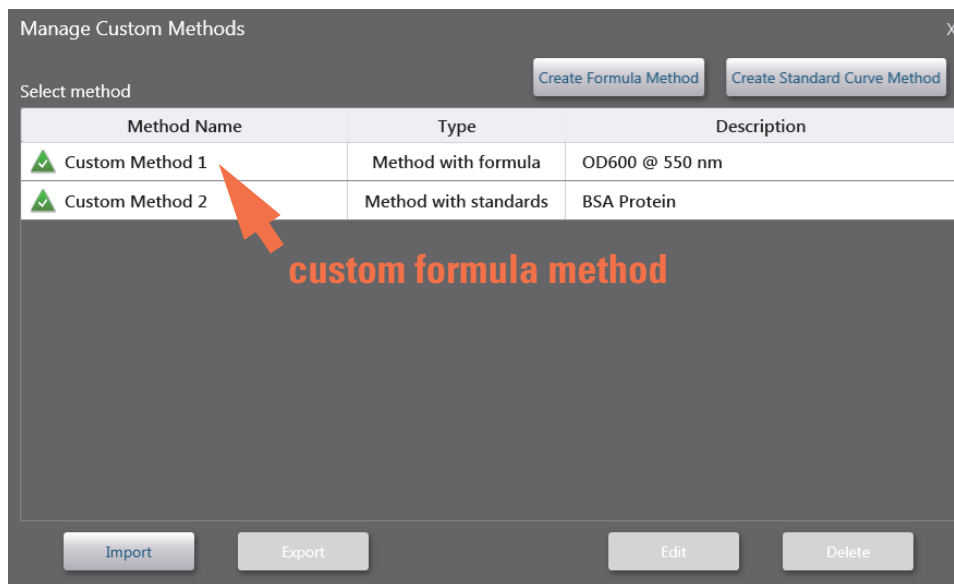 Manage Custom Methods X
Create Formula Method Create Standard Curve Method
Select method
Method Name Type Description
Custom Method 1 Method with formula OD600 @ 550 nm
Custom Method 2 Method with standards BSA Protein
custom formula method
Import Export Edit Delete